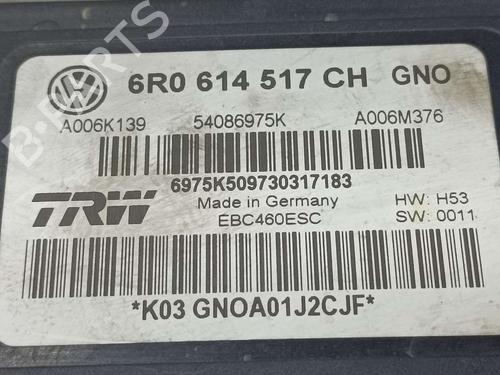 6R0 614 517 CH GNO
A006K139 54086975K A006M376
6975K509730317183
TRW
Made in Germany
EBC460ESC
HW: H53
SW: 0011
*K03 GNOA01J2CJF*
B-PARTS